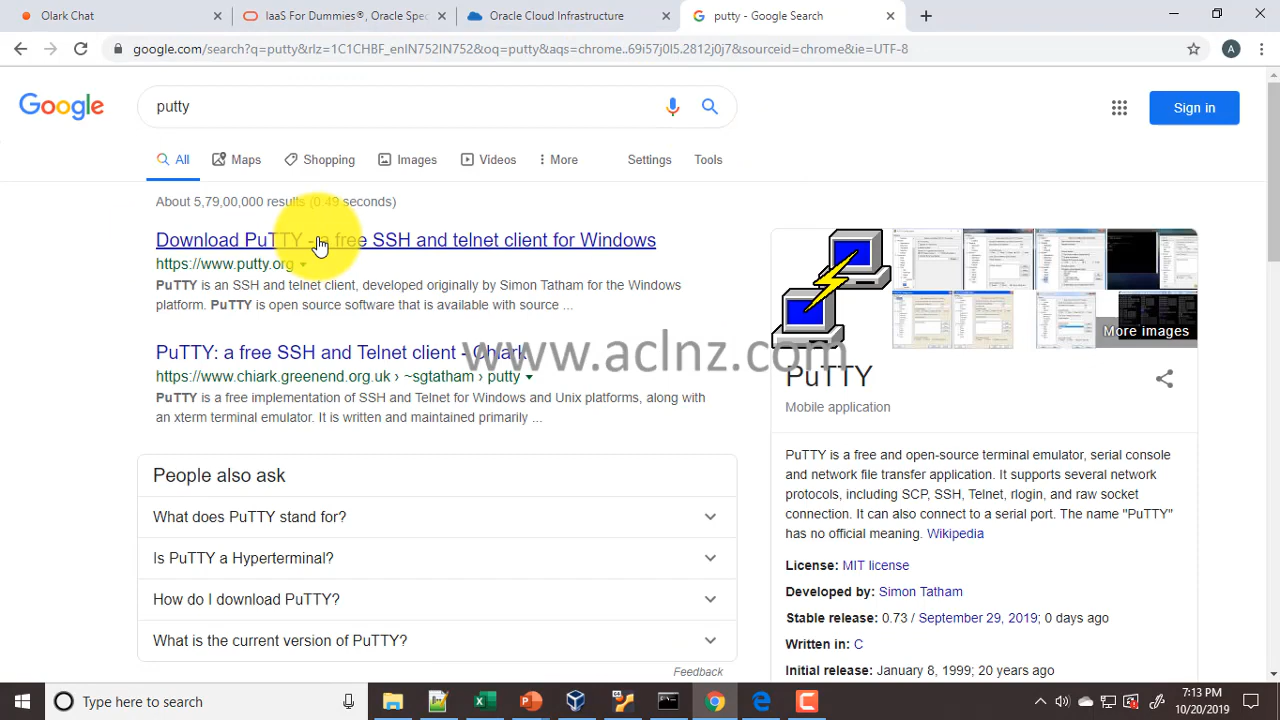 Olark Chat
IaaS For Dummies®, Oracle Spec
Oracle Cloud Infrastructure
putty - Google Search
google.com/search?q=putty&rlz=1C1CHBF_enIN752IN752&oq=putty&aqs=chrome..69i57j0l5.2812j0j7&sourceid=chrome&ie=UTF-8
A
Google
putty
Sign in
All
Maps
Shopping
Images
Videos
More
Settings
Tools
About 5,79,00,000 results (0.49 seconds)
Download PuTTY - a free SSH and telnet client for Windows
https://www.putty.org
PuTTY is an SSH and telnet client, developed originally by Simon Tatham for the Windows
platform. PuTTY is open source software that is available with source ...
PuTTY: a free SSH and Telnet client - Chiark
https://www.chiark.greenend.org.uk › ~sgtatham › putty
PuTTY is a free implementation of SSH and Telnet for Windows and Unix platforms, along with
an xterm terminal emulator. It is written and maintained primarily ...
www.acinz.com
People also ask
What does PuTTY stand for?
Is PuTTY a Hyperterminal?
How do I download PuTTY?
What is the current version of PuTTY?
Feedback
More images
PuTTY
Mobile application
PuTTY is a free and open-source terminal emulator, serial console
and network file transfer application. It supports several network
protocols, including SCP, SSH, Telnet, rlogin, and raw socket
connection. It can also connect to a serial port. The name "PuTTY"
has no official meaning. Wikipedia
License: MIT license
Developed by: Simon Tatham
Stable release: 0.73 / September 29, 2019; 0 days ago
Written in: C
Initial release: January 8, 1999; 20 years ago
Type here to search
7:13 PM
10/20/2019